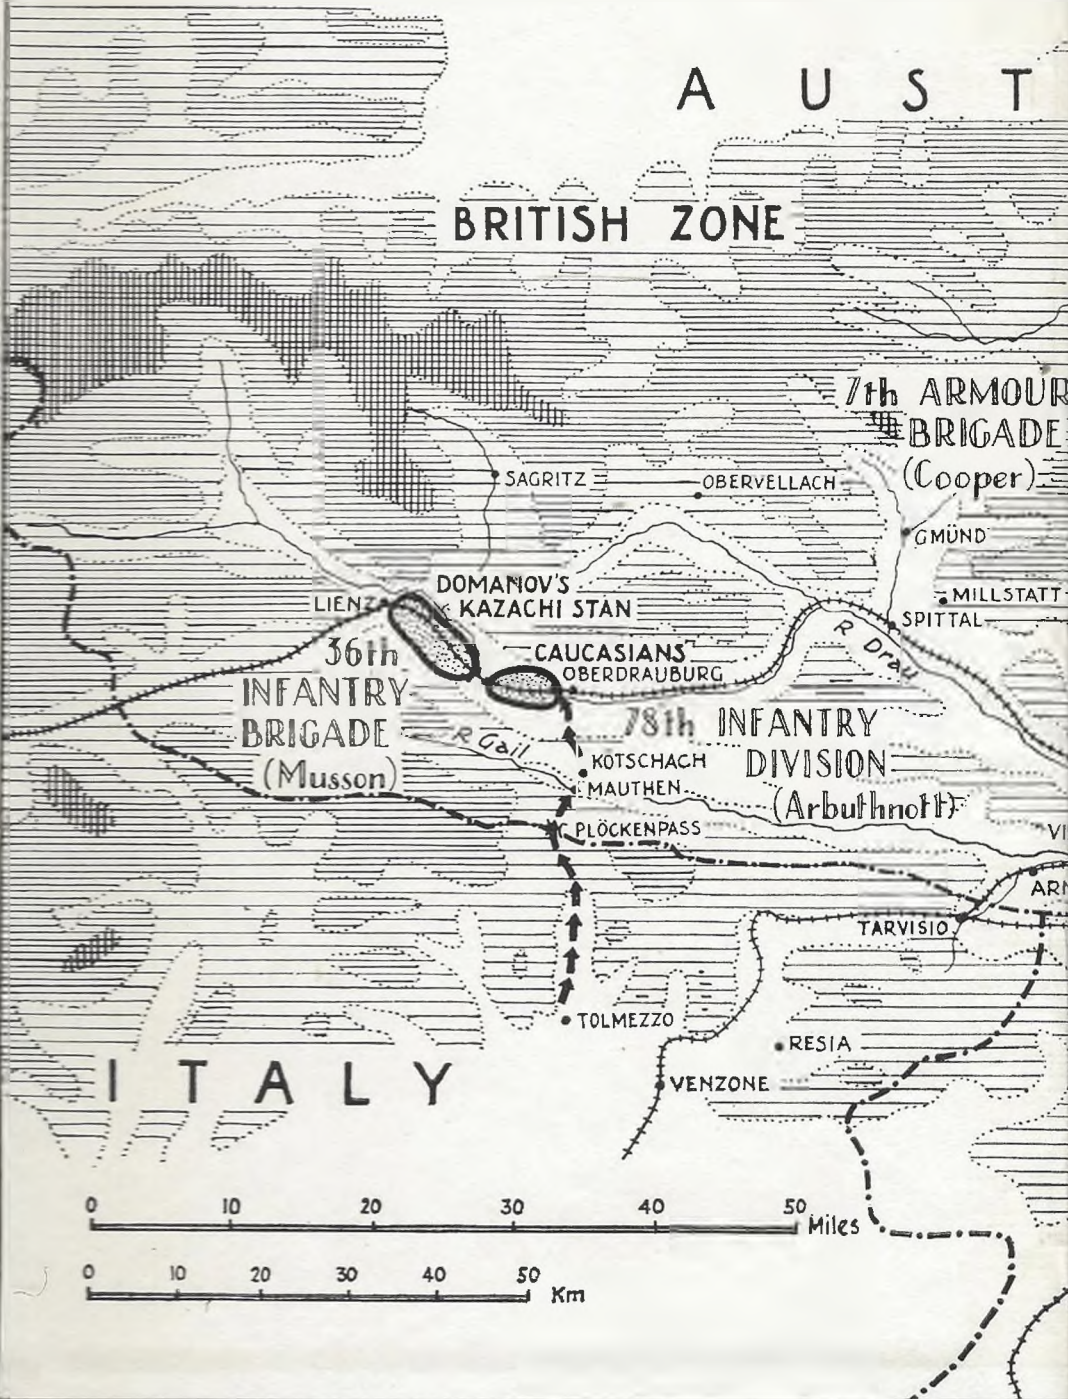 A U S T
BRITISH ZONE
7th ARMOUR
BRIGADE
(Cooper)
SAGRITZ
OBERVELLACH
GMÜND
DOMANOV'S
KAZACHI STAN
LIENZ
MILLSTATT
SPITTAL
R Drau
36th
INFANTRY
BRIGADE
(Musson)
CAUCASIANS
OBERDRAUBURG
78th INFANTRY
DIVISION
(Arbuthnott)
R Gail
KOTSCHACH
MAUTHEN
PLÖCKENPASS
VI
ARN
TARVISIO
TOLMEZZO
RESIA
VENZONE
I T A L Y
0 10 20 30 40 50 Miles
0 10 20 30 40 50 Km